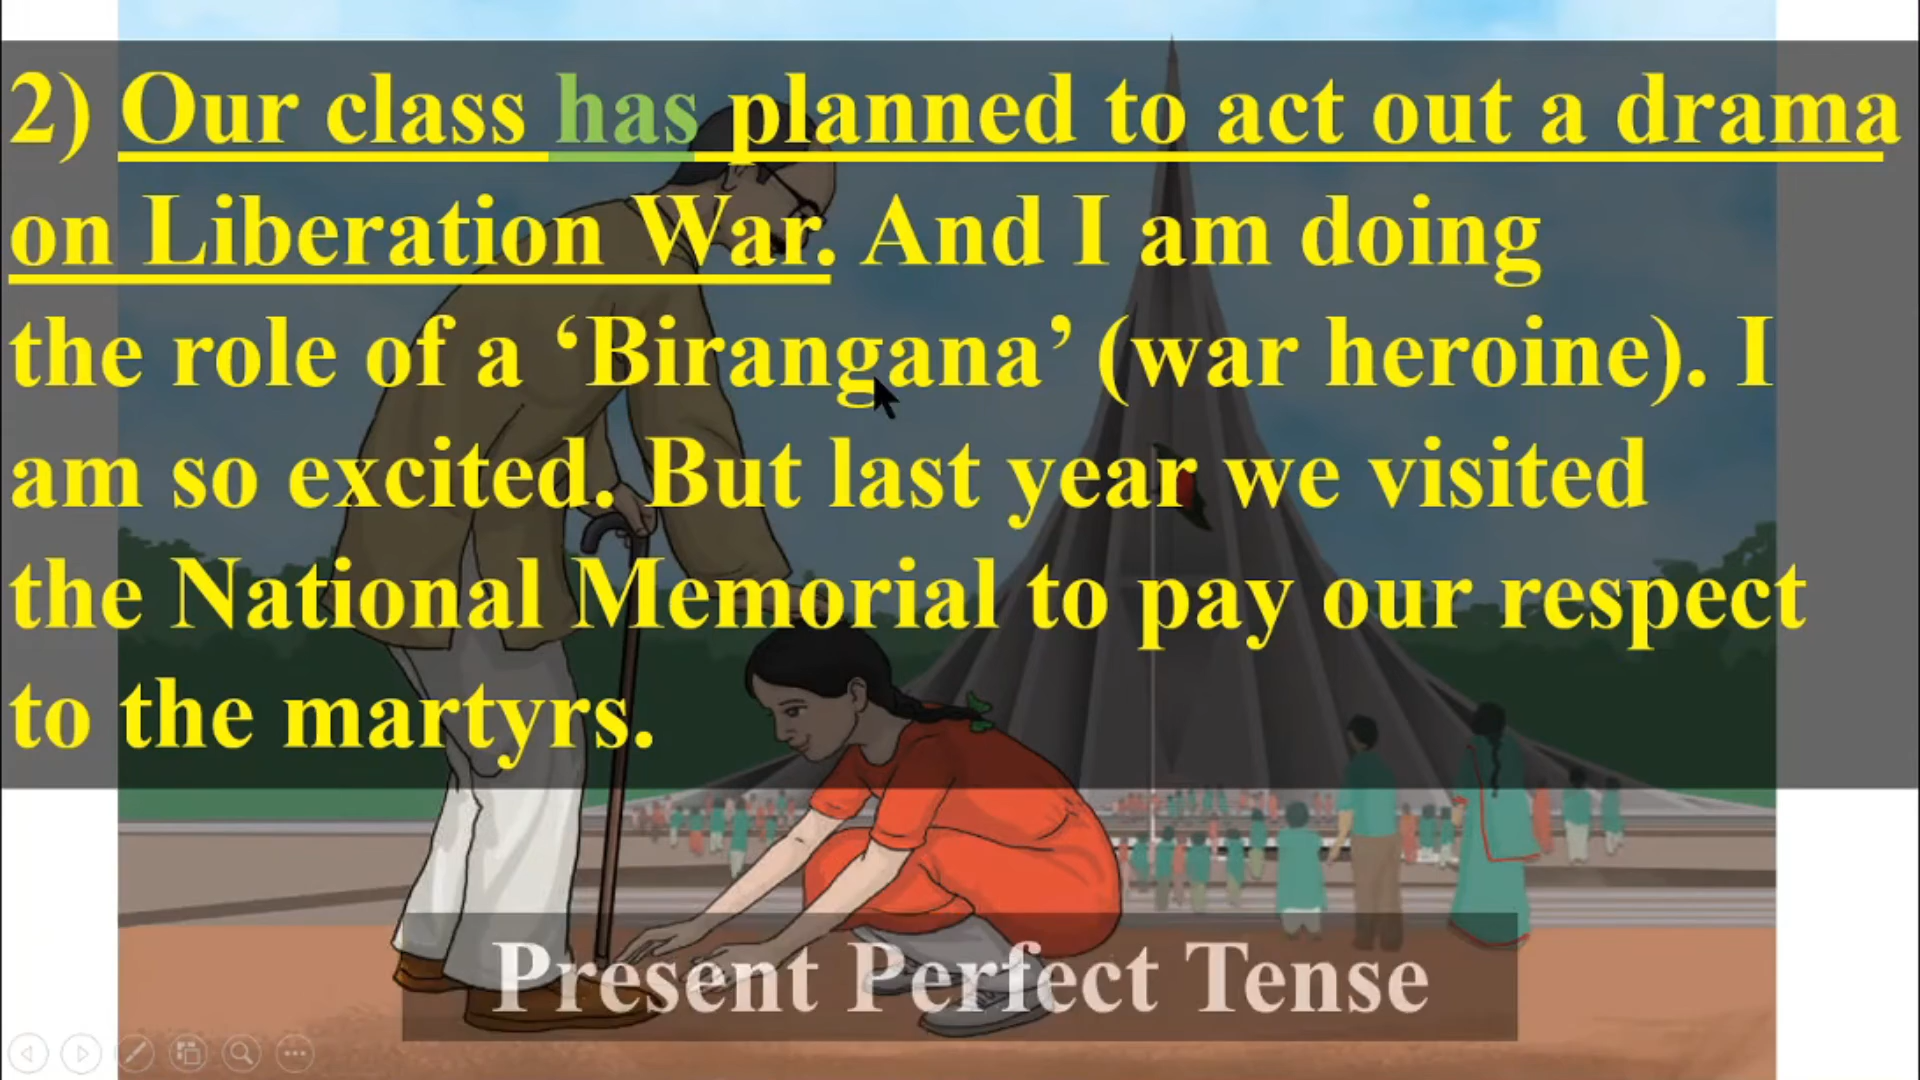 2) Our class has planned to act out a drama
on Liberation War. And I am doing
the role of a ‘Birangana’ (war heroine). I
am so excited. But last year we visited
the National Memorial to pay our respect
to the martyrs.
Present Perfect Tense